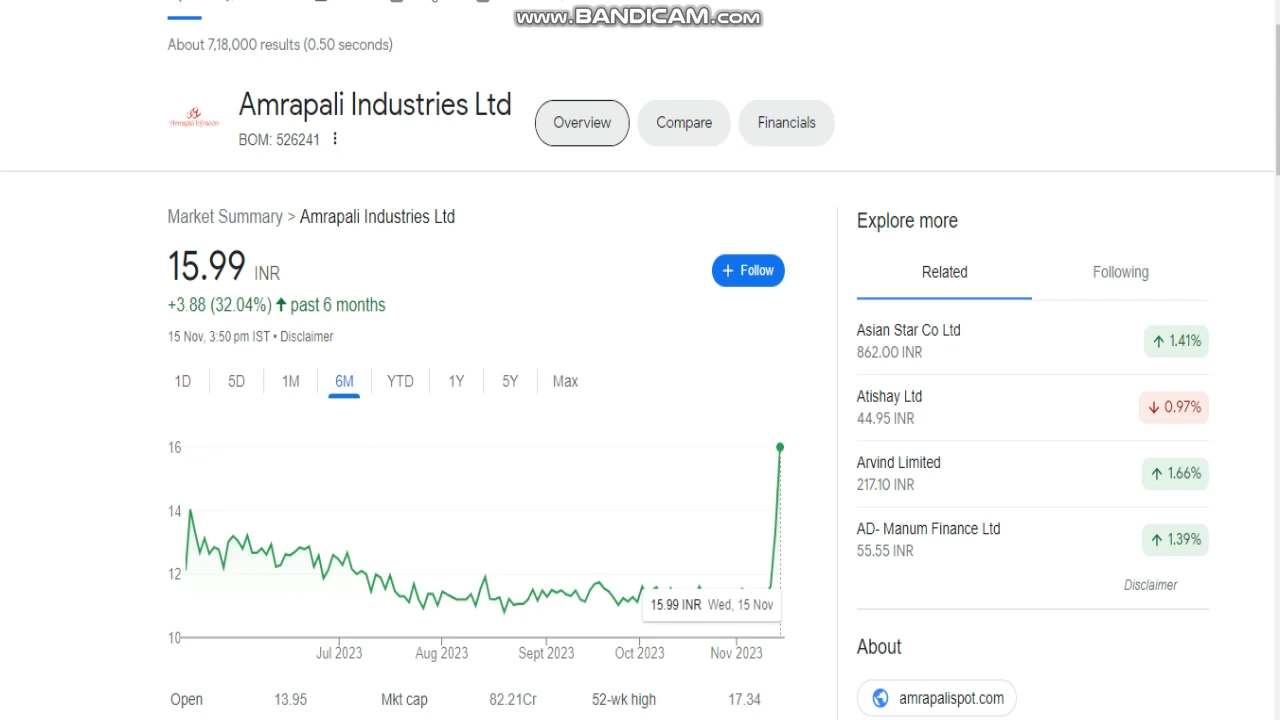 www.BANDICAM.com
About 7,18,000 results (0.50 seconds)
Amrapali Industries Ltd
BOM: 526241
Overview
Compare
Financials
Market Summary > Amrapali Industries Ltd
15.99 INR
+ Follow
+3.88 (32.04%) ↑ past 6 months
15 Nov, 3:50 pm IST • Disclaimer
1D 5D 1M 6M YTD 1Y 5Y Max
16
14
12
10
15.99 INR Wed, 15 Nov
Jul 2023 Aug 2023 Sept 2023 Oct 2023 Nov 2023
Open 13.95 Mkt cap 82.21Cr 52-wk high 17.34
Explore more
Related Following
Asian Star Co Ltd
862.00 INR
↑ 1.41%
Atishay Ltd
44.95 INR
↓ 0.97%
Arvind Limited
217.10 INR
↑ 1.66%
AD- Manum Finance Ltd
55.55 INR
↑ 1.39%
Disclaimer
About
amrapalispot.com